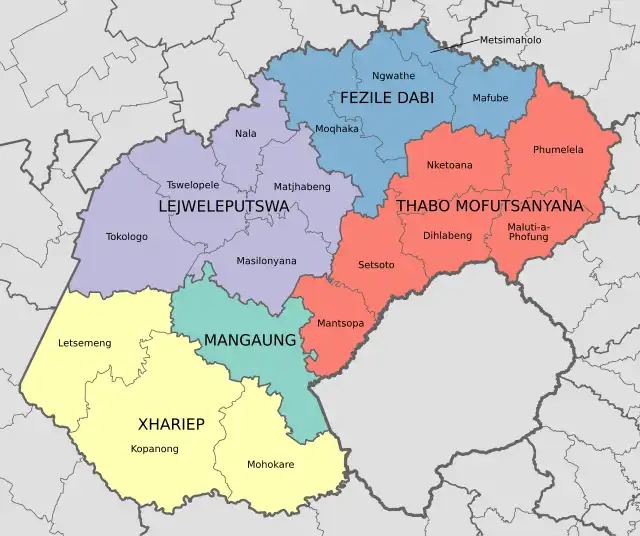 Metsimaholo
Ngwathe
FEZILE DABI
Mafube
Moqhaka
Nala
Nketoana
Phumelela
Tswelopele
Matjhabeng
LEJWELEPUTSWA
THABO MOFUTSANYANA
Tokologo
Dihlabeng
Maluti-a-
Phofung
Masilonyana
Setsoto
Mantsopa
Letsemeng
MANGAUNG
XHARIEP
Kopanong
Mohokare